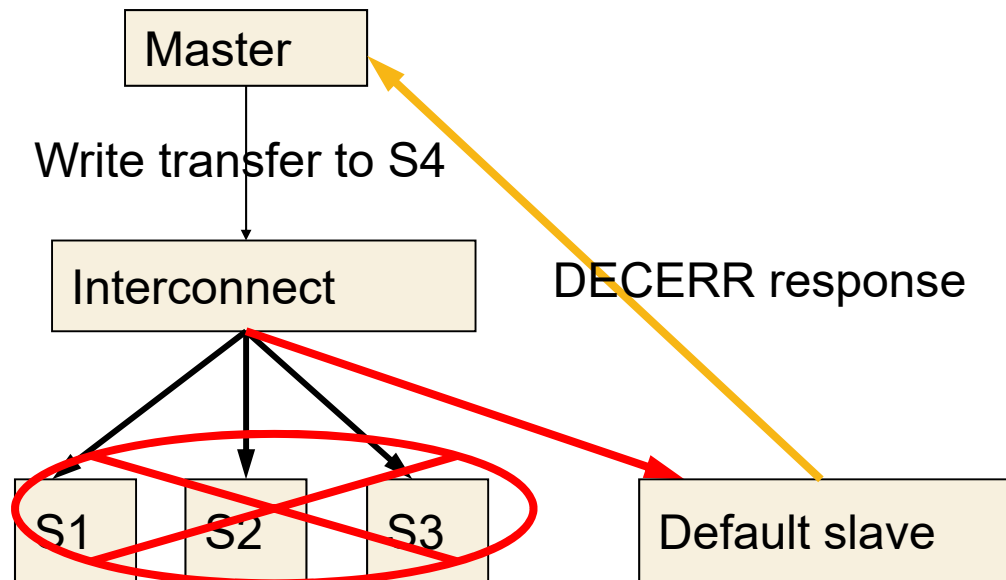 Master
Write transfer to S4
Interconnect
DECERR response
S1
S2
S3
Default slave